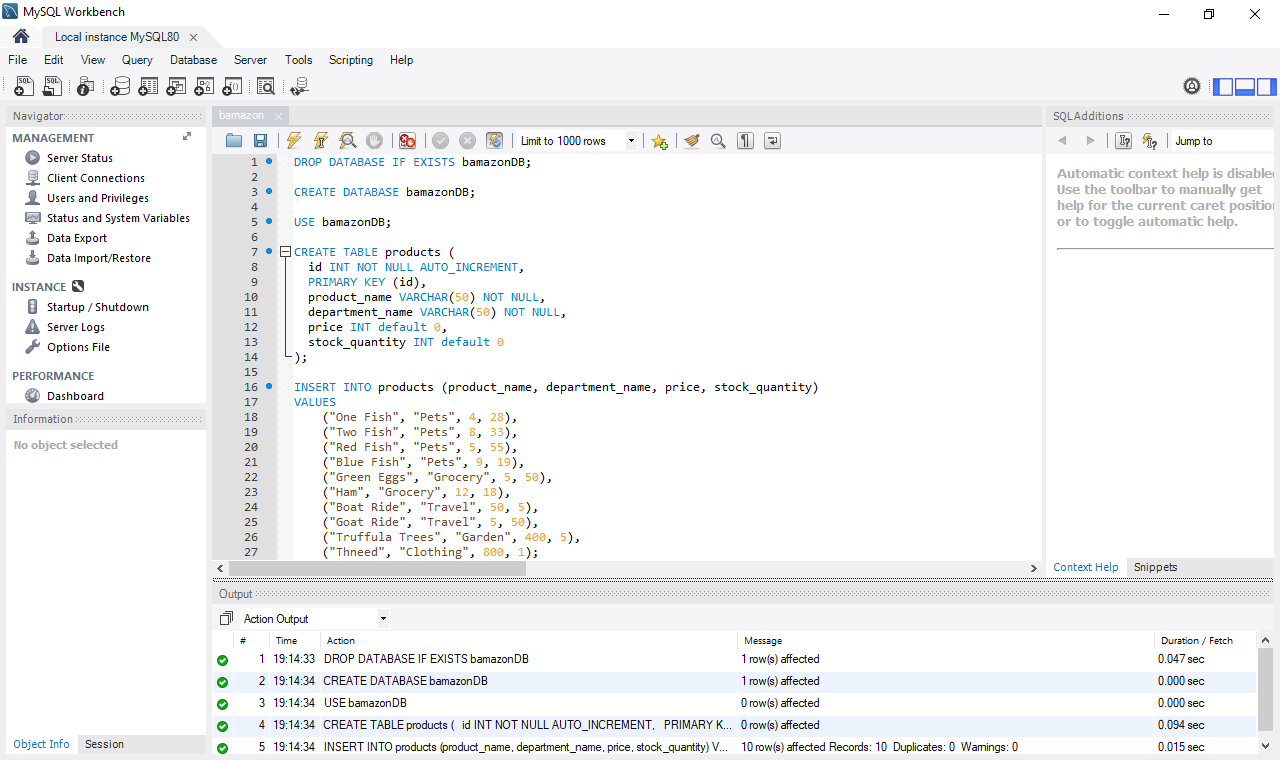 MySQL Workbench
Local instance MySQL80
File Edit View Query Database Server Tools Scripting Help
Navigator
MANAGEMENT
Server Status
Client Connections
Users and Privileges
Status and System Variables
Data Export
Data Import/Restore
INSTANCE
Startup / Shutdown
Server Logs
Options File
PERFORMANCE
Dashboard
Information
No object selected
Object Info Session
bamazon
Limit to 1000 rows
1 DROP DATABASE IF EXISTS bamazonDB;
2
3 CREATE DATABASE bamazonDB;
4
5 USE bamazonDB;
6
7 CREATE TABLE products (
8 id INT NOT NULL AUTO_INCREMENT,
9 PRIMARY KEY (id),
10 product_name VARCHAR(50) NOT NULL,
11 department_name VARCHAR(50) NOT NULL,
12 price INT default 0,
13 stock_quantity INT default 0
14 );
15
16 INSERT INTO products (product_name, department_name, price, stock_quantity)
17 VALUES
18 ("One Fish", "Pets", 4, 28),
19 ("Two Fish", "Pets", 8, 33),
20 ("Red Fish", "Pets", 5, 55),
21 ("Blue Fish", "Pets", 9, 19),
22 ("Green Eggs", "Grocery", 5, 50),
23 ("Ham", "Grocery", 12, 18),
24 ("Boat Ride", "Travel", 50, 5),
25 ("Goat Ride", "Travel", 5, 50),
26 ("Truffula Trees", "Garden", 400, 5),
27 ("Thneed", "Clothing", 800, 1);
SQLAdditions
Jump to
Automatic context help is disabled
Use the toolbar to manually get
help for the current caret position
or to toggle automatic help.
Context Help Snippets
Output
Action Output
# Time Action Message Duration / Fetch
1 19:14:33 DROP DATABASE IF EXISTS bamazonDB 1 row(s) affected 0.047 sec
2 19:14:34 CREATE DATABASE bamazonDB 1 row(s) affected 0.000 sec
3 19:14:34 USE bamazonDB 0 row(s) affected 0.000 sec
4 19:14:34 CREATE TABLE products ( id INT NOT NULL AUTO_INCREMENT, PRIMARY K... 0 row(s) affected 0.094 sec
5 19:14:34 INSERT INTO products (product_name, department_name, price, stock_quantity) V... 10 row(s) affected Records: 10 Duplicates: 0 Warnings: 0 0.015 sec